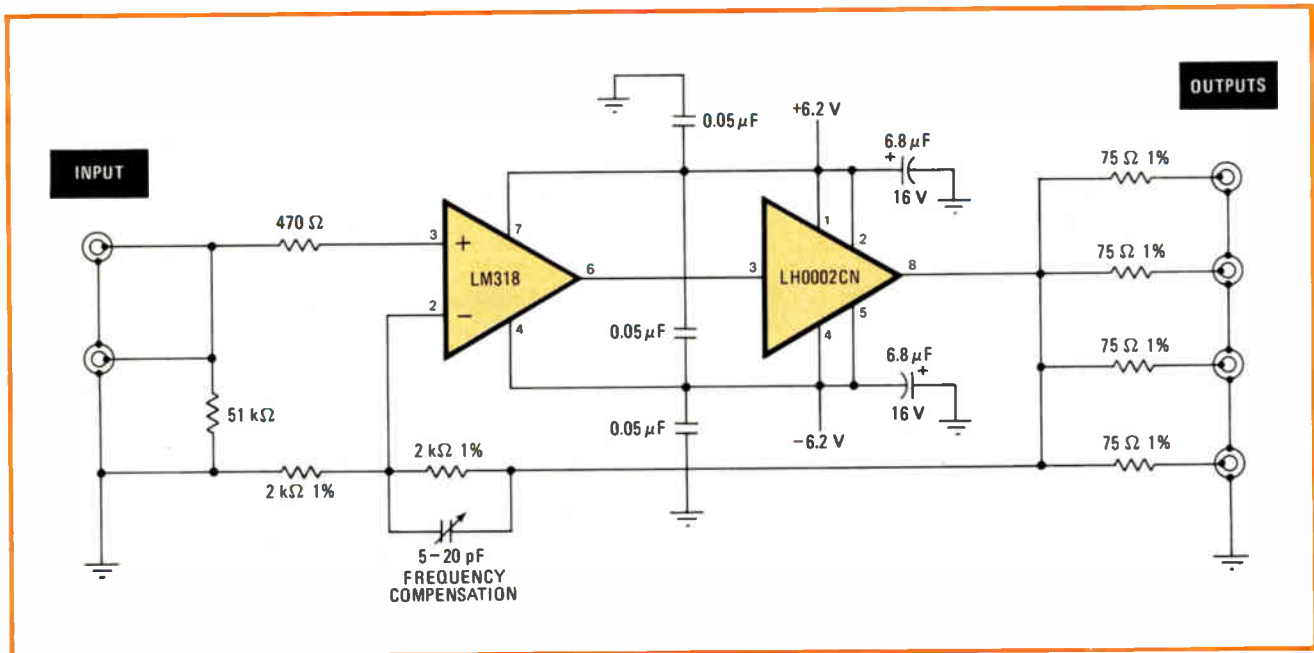 INPUT
OUTPUTS
470 Ω
51 kΩ
2 kΩ 1%
2 kΩ 1%
5–20 pF
FREQUENCY
COMPENSATION
3
+
2
−
LM318
7
4
6
0.05 μF
0.05 μF
0.05 μF
+6.2 V
−6.2 V
3
LH0002CN
1
2
4
5
8
6.8 μF
+
16 V
6.8 μF
+
16 V
75 Ω 1%
75 Ω 1%
75 Ω 1%
75 Ω 1%